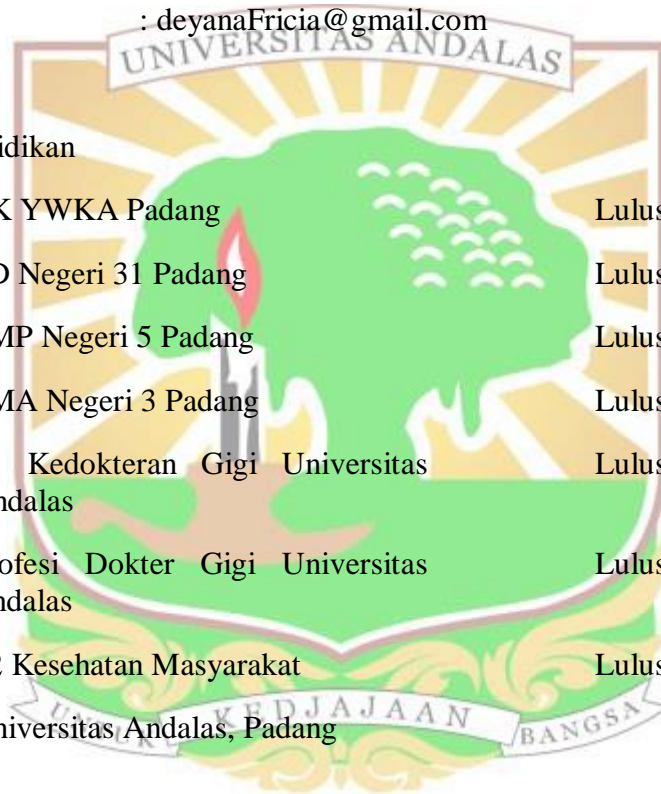 : deyanaFricia@gmail.com
UNIVERSITAS ANDALAS
idikan
K YWKA Padang Lulus
D Negeri 31 Padang Lulus
MP Negeri 5 Padang Lulus
MA Negeri 3 Padang Lulus
Kedokteran Gigi Universitas Lulus
ndalas
ofesi Dokter Gigi Universitas Lulus
ndalas
2 Kesehatan Masyarakat Lulus
UNTUK KEDJAJAAN BANGSA
niversitas Andalas, Padang